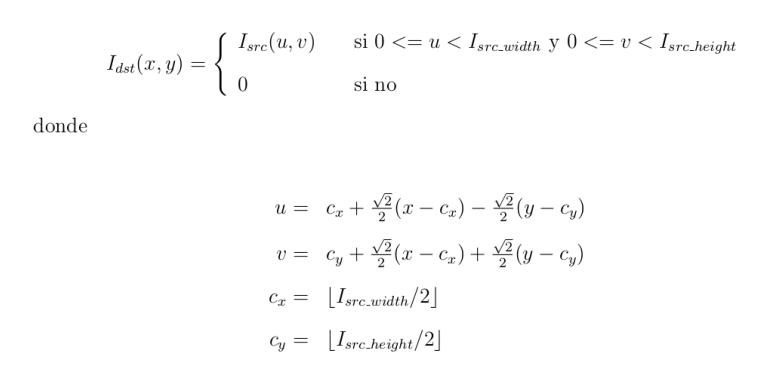 I_dst(x, y) = { I_src(u, v) si 0 <= u < I_src_width y 0 <= v < I_src_height
0 si no
donde
u = c_x + √2/2(x − c_x) − √2/2(y − c_y)
v = c_y + √2/2(x − c_x) + √2/2(y − c_y)
c_x = ⌊I_src_width/2⌋
c_y = ⌊I_src_height/2⌋